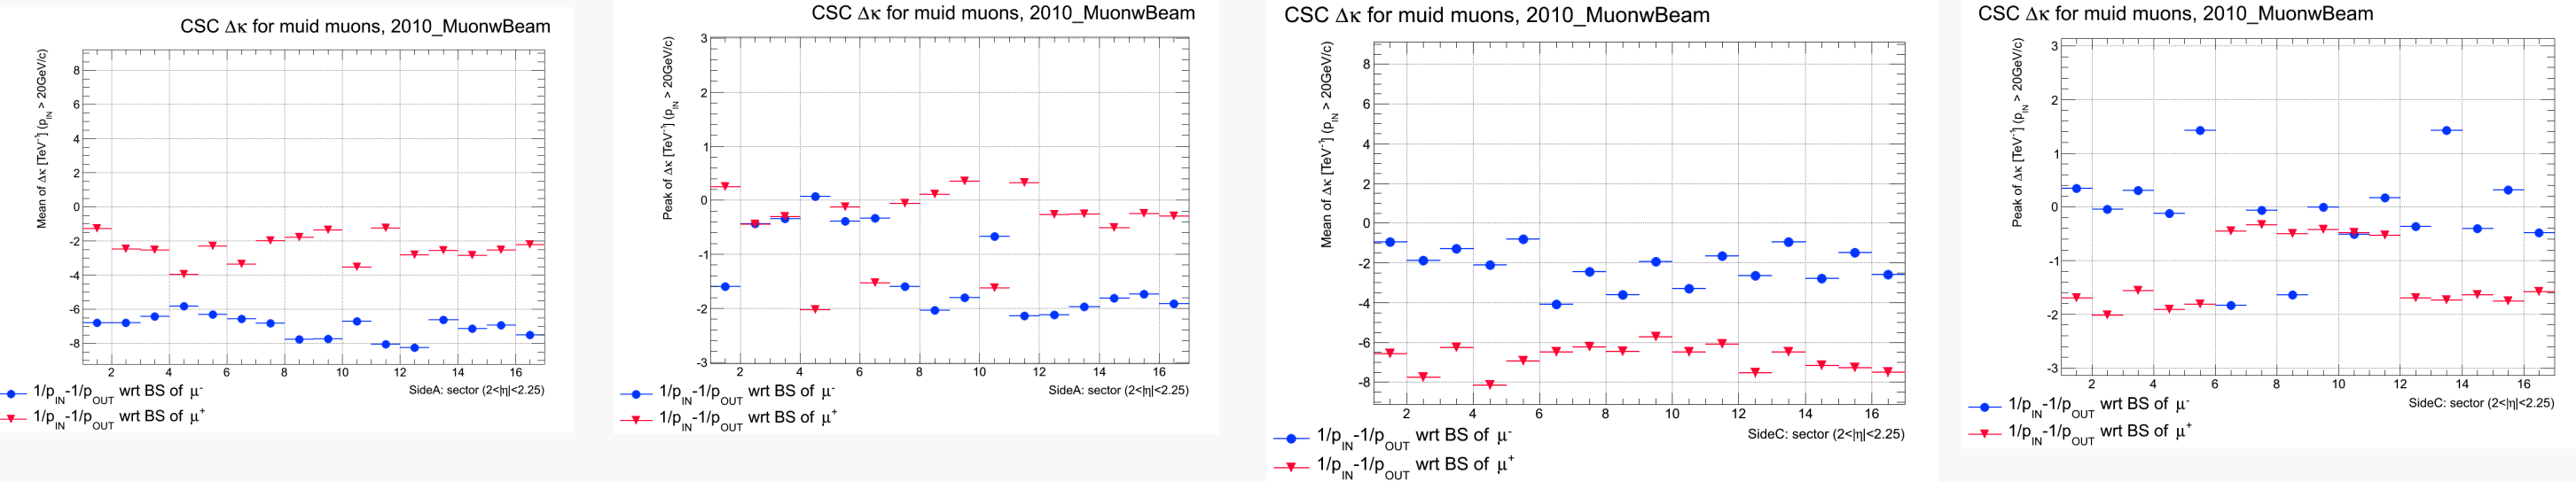 CSC Δκ for muid muons, 2010_MuonwBeam
Mean of Δκ [TeV⁻¹] (p_IN > 20GeV/c)
8
6
4
2
0
-2
-4
-6
-8
2 4 6 8 10 12 14 16
SideA: sector (2<|η|<2.25)
1/p_IN-1/p_OUT wrt BS of μ⁻
1/p_IN-1/p_OUT wrt BS of μ⁺
CSC Δκ for muid muons, 2010_MuonwBeam
Peak of Δκ [TeV⁻¹] (p_IN > 20GeV/c)
3
2
1
0
-1
-2
-3
2 4 6 8 10 12 14 16
SideA: sector (2<|η|<2.25)
1/p_IN-1/p_OUT wrt BS of μ⁻
1/p_IN-1/p_OUT wrt BS of μ⁺
CSC Δκ for muid muons, 2010_MuonwBeam
Mean of Δκ [TeV⁻¹] (p_IN > 20GeV/c)
8
6
4
2
0
-2
-4
-6
-8
2 4 6 8 10 12 14 16
SideC: sector (2<|η|<2.25)
1/p_IN-1/p_OUT wrt BS of μ⁻
1/p_IN-1/p_OUT wrt BS of μ⁺
CSC Δκ for muid muons, 2010_MuonwBeam
Peak of Δκ [TeV⁻¹] (p_IN > 20GeV/c)
3
2
1
0
-1
-2
-3
2 4 6 8 10 12 14 16
SideC: sector (2<|η|<2.25)
1/p_IN-1/p_OUT wrt BS of μ⁻
1/p_IN-1/p_OUT wrt BS of μ⁺